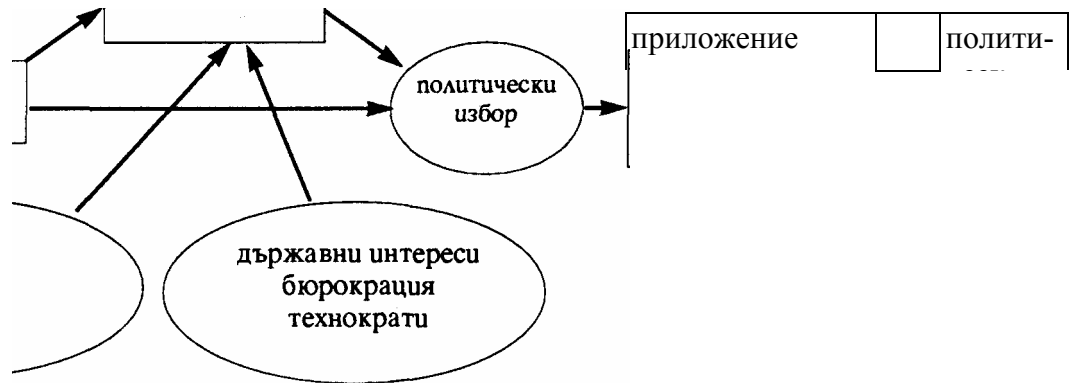 приложение полити-
политически
избор
държавни интереси
бюрокрация
технократи